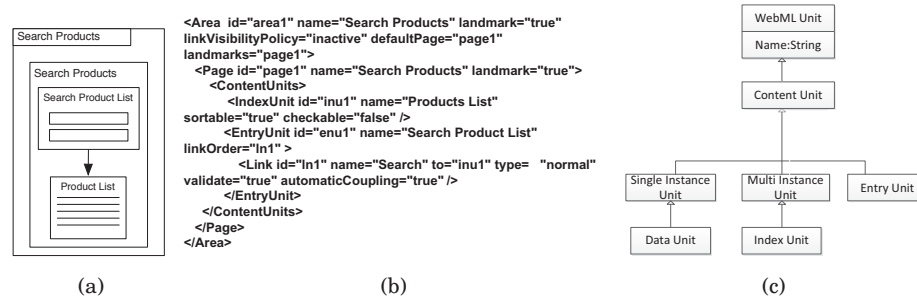 Search Products
Search Products
Search Product List
Product List
(a)
<Area id="area1" name="Search Products" landmark="true"
linkVisibilityPolicy="inactive" defaultPage="page1"
landmarks="page1">
<Page id="page1" name="Search Products" landmark="true">
<ContentUnits>
<IndexUnit id="inu1" name="Products List"
sortable="true" checkable="false" />
<EntryUnit id="enu1" name="Search Product List"
linkOrder="ln1" >
<Link id="ln1" name="Search" to="inu1" type= "normal"
validate="true" automaticCoupling="true" />
</EntryUnit>
</ContentUnits>
</Page>
</Area>
(b)
WebML Unit
Name:String
Content Unit
Single Instance
Unit
Multi Instance
Unit
Entry Unit
Data Unit
Index Unit
(c)